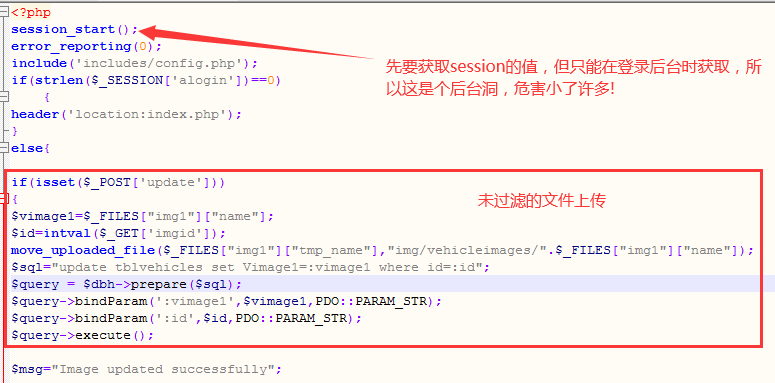 <?php
session_start();
error_reporting(0);
include('includes/config.php');
if(strlen($_SESSION['alogin'])==0)
{
header('location:index.php');
}
else{
先要获取session的值，但只能在登录后台时获取，所
以这是个后台洞，危害小了许多!
if(isset($_POST['update']))
{
未过滤的文件上传
$vimage1=$_FILES["img1"]["name"];
$id=intval($_GET['imgid']);
move_uploaded_file($_FILES["img1"]["tmp_name"],"img/vehicleimages/".$_FILES["img1"]["name"]);
$sql="update tblvehicles set Vimage1=:vimage1 where id=:id";
$query = $dbh->prepare($sql);
$query->bindParam(':vimage1',$vimage1,PDO::PARAM_STR);
$query->bindParam(':id',$id,PDO::PARAM_STR);
$query->execute();
$msg="Image updated successfully";